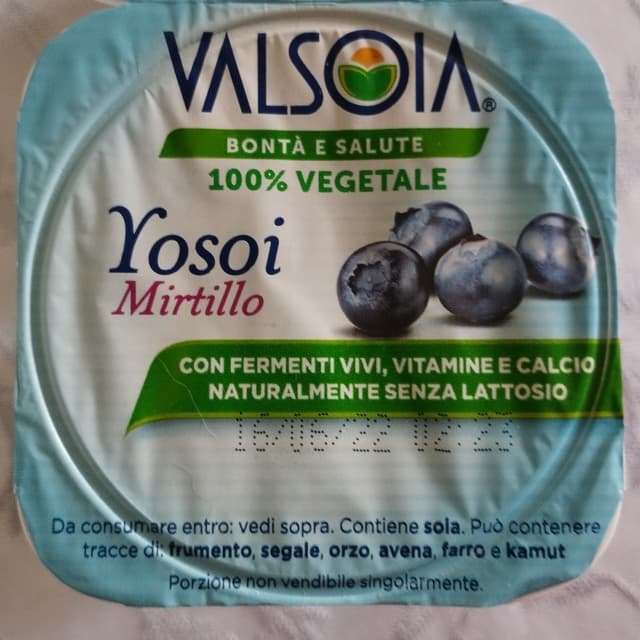 VALSOIA®
BONTÀ E SALUTE
100% VEGETALE
Yosoi
Mirtillo
CON FERMENTI VIVI, VITAMINE E CALCIO
NATURALMENTE SENZA LATTOSIO
16/06/22 02:23
Da consumare entro: vedi sopra. Contiene soia. Può contenere
tracce di: frumento, segale, orzo, avena, farro e kamut
Porzione non vendibile singolarmente.